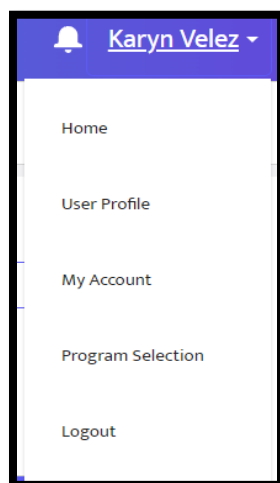 Karyn Velez
Home
User Profile
My Account
Program Selection
Logout